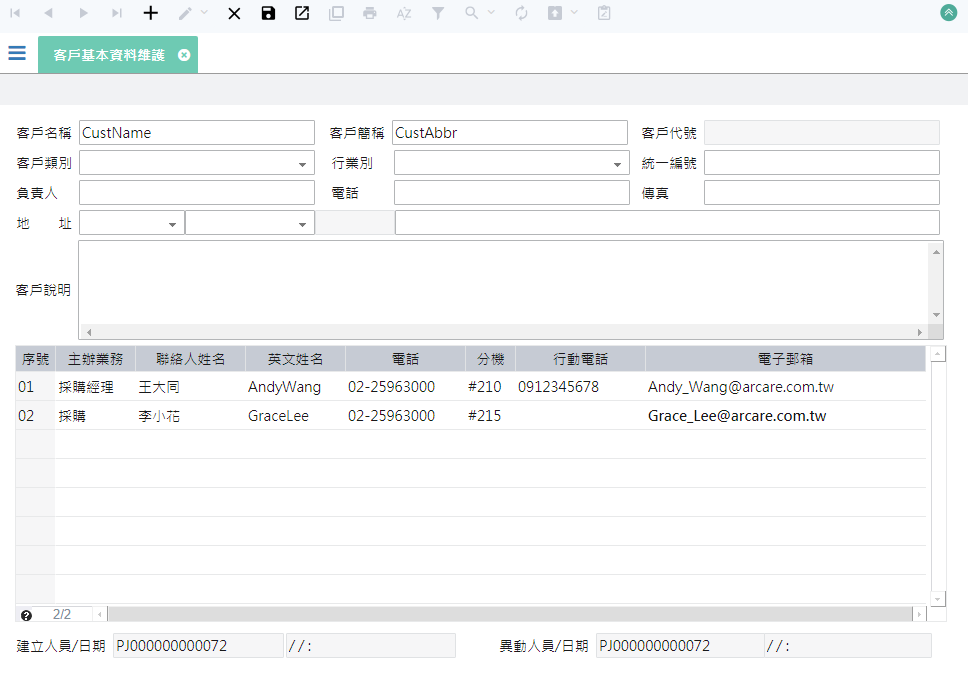 AZ
客戶基本資料維護
客戶名稱 CustName 客戶簡稱 CustAbbr 客戶代號
客戶類別 行業別 統一編號
負責人 電話 傳真
地 址
客戶說明
序號 主辦業務 聯絡人姓名 英文姓名 電話 分機 行動電話 電子郵箱
01 採購經理 王大同 AndyWang 02-25963000 #210 0912345678 Andy_Wang@arcare.com.tw
02 採購 李小花 GraceLee 02-25963000 #215 Grace_Lee@arcare.com.tw
2/2
建立人員/日期 PJ000000000072 / / : 異動人員/日期 PJ000000000072 / / :